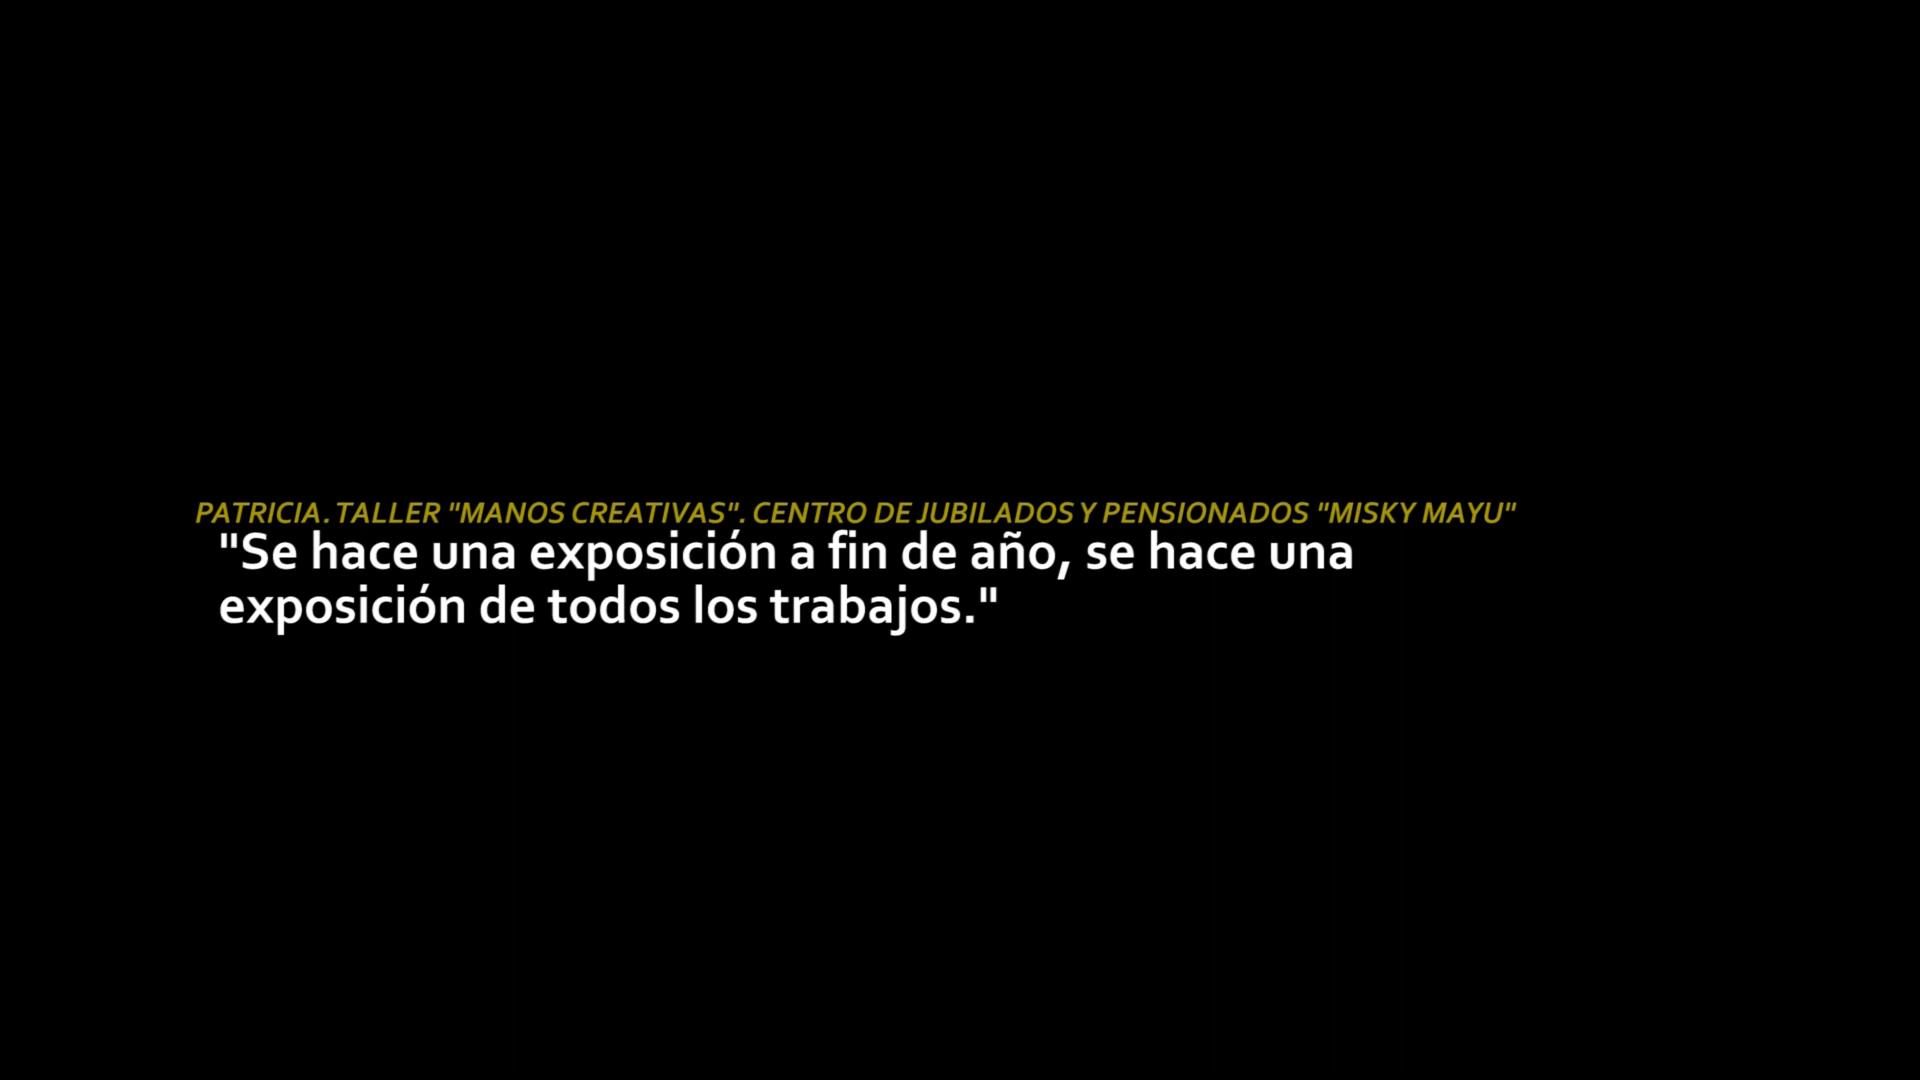 PATRICIA. TALLER "MANOS CREATIVAS". CENTRO DE JUBILADOS Y PENSIONADOS "MISKY MAYU"
"Se hace una exposición a fin de año, se hace una
exposición de todos los trabajos."